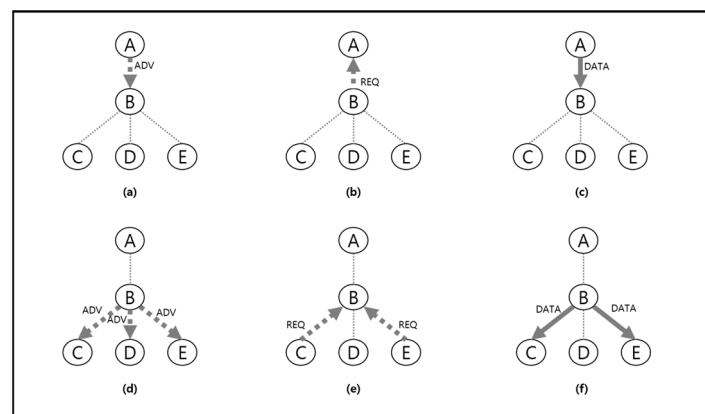 A A A
ADV REQ DATA
B B B
C D E C D E C D E
(a) (b) (c)
A A A
B B B
ADV ADV ADV REQ REQ DATA DATA
C D E C D E C D E
(d) (e) (f)